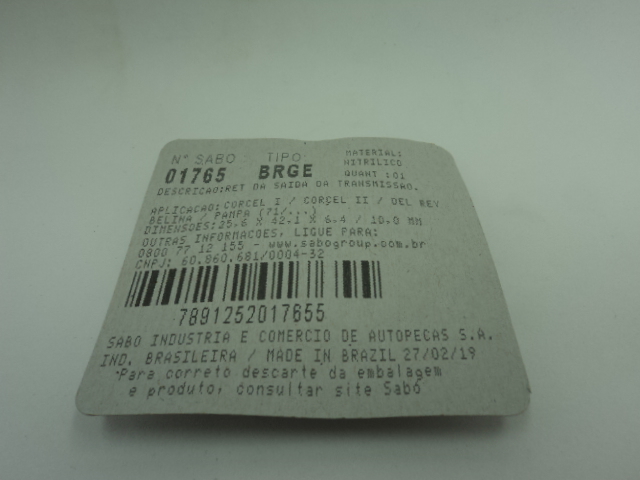 N° SABO TIPO: MATERIAL:
01765 BRGE NITRILICO
QUANT :01
DESCRICAO:RET DA SAIDA DA TRANSMISSAO.
APLICACAO: CORCEL I / CORCEL II / DEL REY
BELINA / PAMPA (71/...)
DIMENSOES:25.6 X 42.1 X 6.4 / 10.0 MM
OUTRAS INFORMACOES, LIGUE PARA:
0800 77 12 155 - www.sabogroup.com.br
CNPJ: 60.860.681/0004-32
7891252017655
SABO INDUSTRIA E COMERCIO DE AUTOPECAS S.A.
IND. BRASILEIRA / MADE IN BRAZIL 27/02/19
Para correto descarte da embalagem
e produto, consultar site Sabó